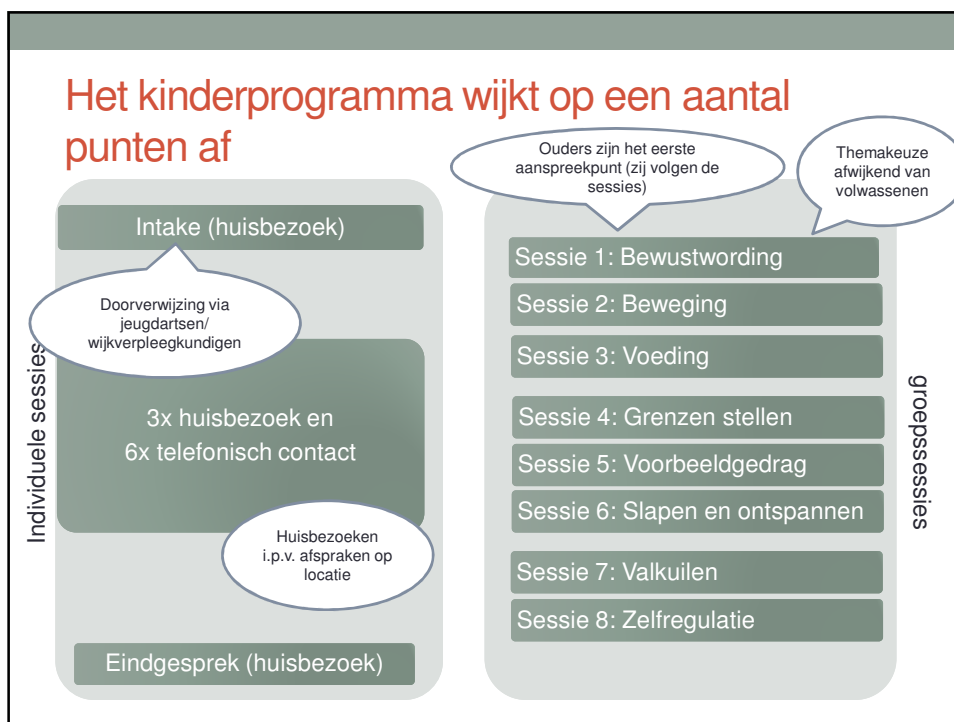 Het kinderprogramma wijkt op een aantal
punten af
Individuele sessies
Intake (huisbezoek)
Doorverwijzing via
jeugdartsen/
wijkverpleegkundigen
3x huisbezoek en
6x telefonisch contact
Huisbezoeken
i.p.v. afspraken op
locatie
Eindgesprek (huisbezoek)
Ouders zijn het eerste
aanspreekpunt (zij volgen de
sessies)
Themakeuze
afwijkend van
volwassenen
Sessie 1: Bewustwording
Sessie 2: Beweging
Sessie 3: Voeding
Sessie 4: Grenzen stellen
Sessie 5: Voorbeeldgedrag
Sessie 6: Slapen en ontspannen
Sessie 7: Valkuilen
Sessie 8: Zelfregulatie
groepssessies